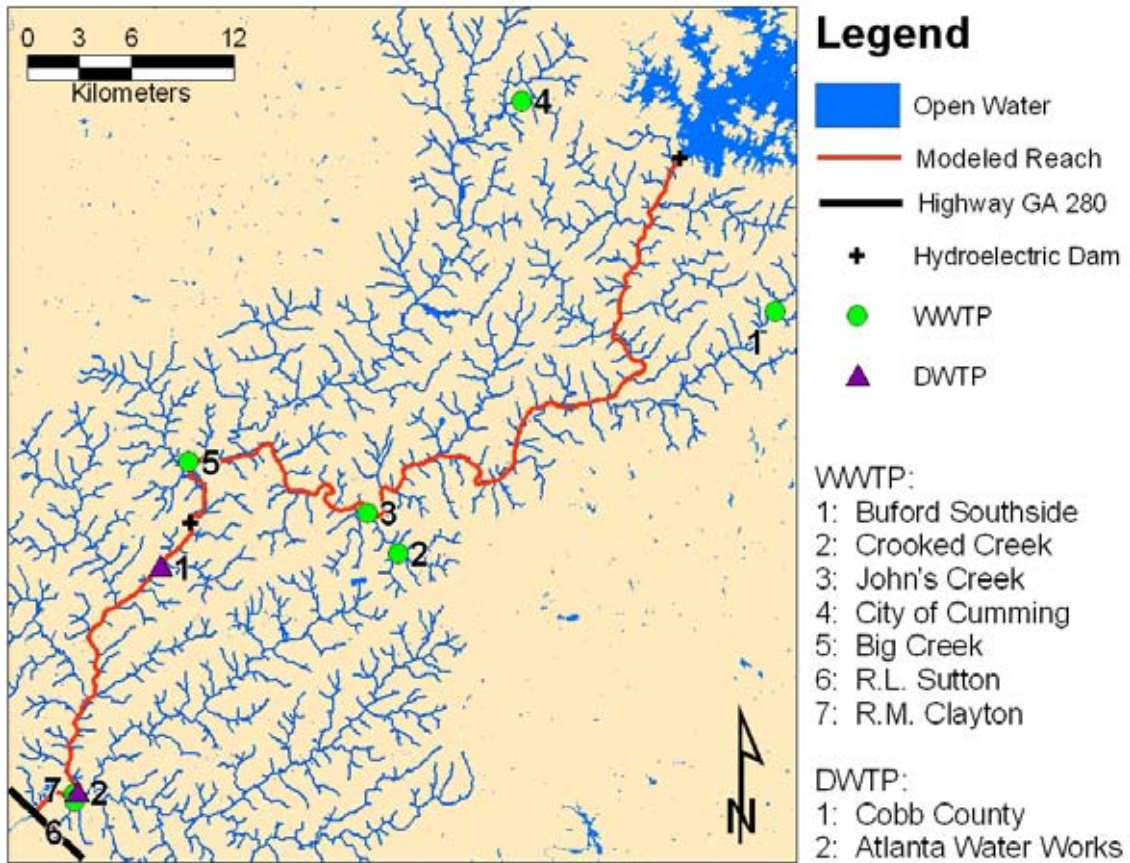 0 3 6 12
Kilometers
4
1
5
3
2
1
7
2
6
N
Legend
Open Water
Modeled Reach
Highway GA 280
Hydroelectric Dam
WWTP
DWTP
WWTP:
1: Buford Southside
2: Crooked Creek
3: John's Creek
4: City of Cumming
5: Big Creek
6: R.L. Sutton
7: R.M. Clayton
DWTP:
1: Cobb County
2: Atlanta Water Works